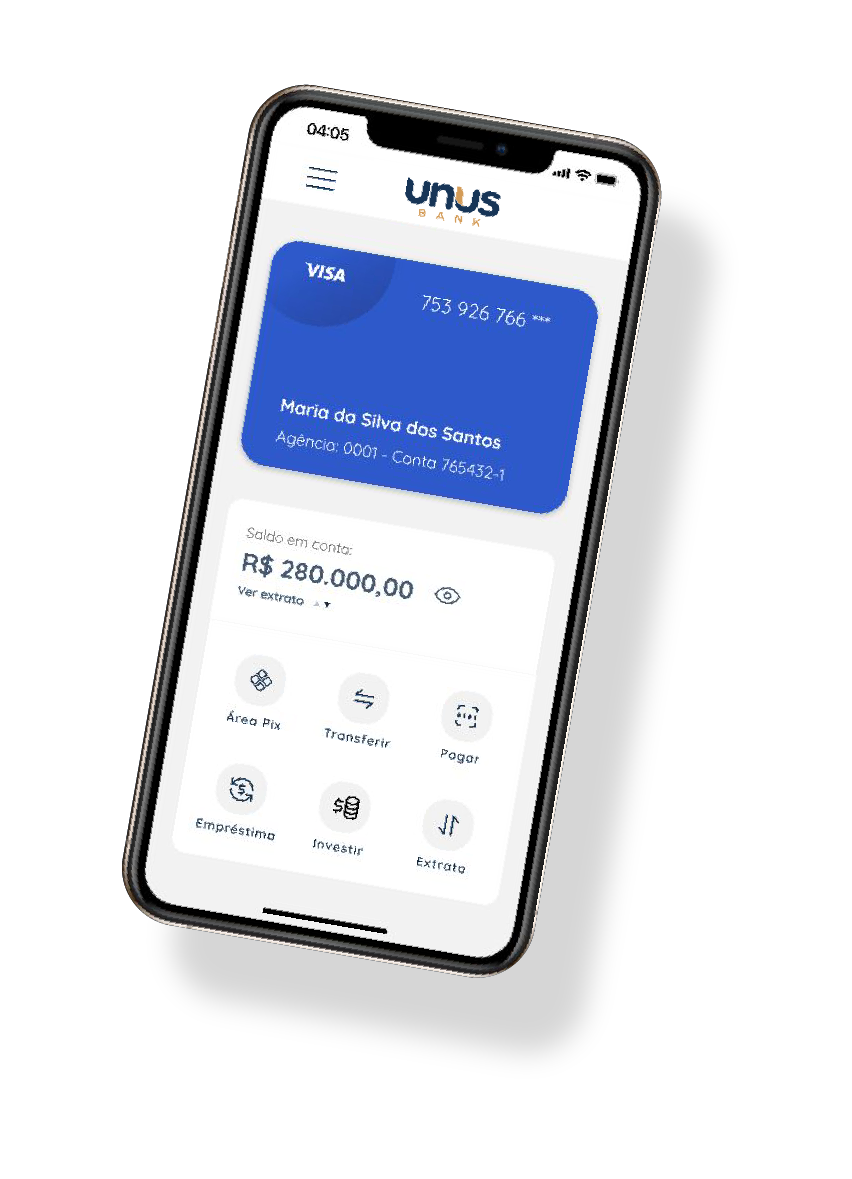 04:05
unus
BANK
VISA
753 926 766 ***
Maria da Silva dos Santos
Agência: 0001 - Conta 765432-1
Saldo em conta:
R$ 280.000,00
Ver extrato
Área Pix
Transferir
Pagar
Empréstimo
Investir
Extrato